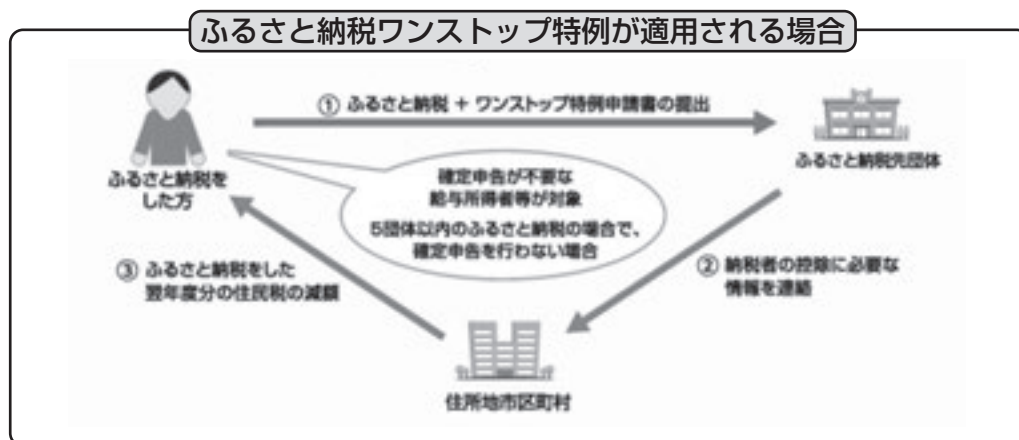 ふるさと納税ワンストップ特例が適用される場合
① ふるさと納税 + ワンストップ特例申請書の提出
ふるさと納税を
した方
ふるさと納税先団体
確定申告が不要な
給与所得者等が対象
5団体以内のふるさと納税の場合で、
確定申告を行わない場合
③ ふるさと納税をした
翌年度分の住民税の減額
② 納税者の控除に必要な
情報を連絡
住所地市区町村